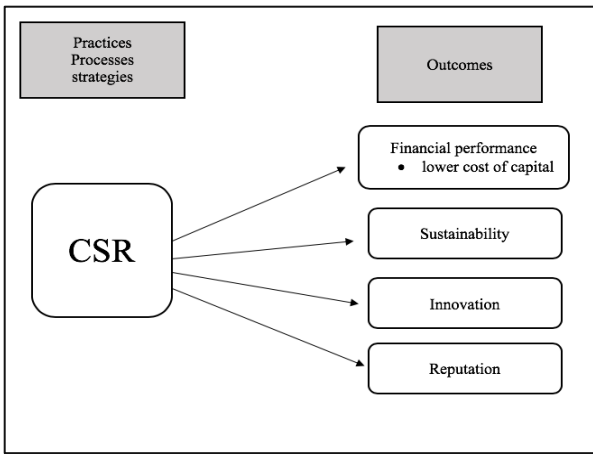 Practices
Processes
strategies
Outcomes
Financial performance
• lower cost of capital
CSR
Sustainability
Innovation
Reputation